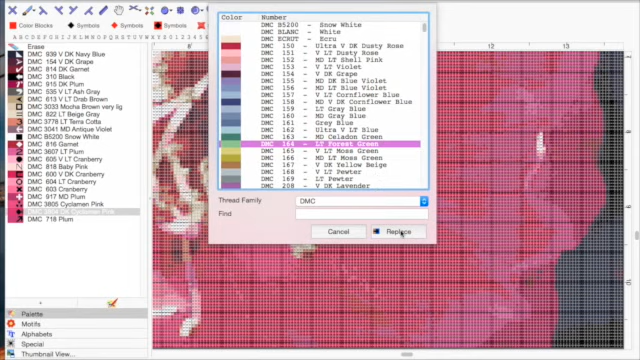 Color Blocks
Symbols
Symbols
Symbols
Erase
DMC 939 V DK Navy Blue
DMC 154 V DK Grape
DMC 814 DK Garnet
DMC 310 Black
DMC 915 DK Plum
DMC 535 V LT Ash Grey
DMC 613 V LT Drab Brown
DMC 3033 Mocha Brown very lig
DMC 822 LT Beige Gray
DMC 3778 LT Terra Cotta
DMC 3041 MD Antique Violet
DMC B5200 Snow White
DMC 816 Garnet
DMC 3607 LT Plum
DMC 605 V LT Cranberry
DMC 818 Baby Pink
DMC 600 V DK Cranberry
DMC 604 LT Cranberry
DMC 603 Cranberry
DMC 917 MD Plum
DMC 3805 Cyclamen Pink
DMC 718 Plum
Palette
Motifs
Alphabets
Special
Thumbnail View...
Color Number
DMC B5200 – Snow White
DMC BLANC – White
DMC ECRUT – Ecru
DMC 150 – Ultra V DK Dusty Rose
DMC 151 – V LT Dusty Rose
DMC 152 – MD LT Shell Pink
DMC 153 – V LT Violet
DMC 154 – V DK Grape
DMC 155 – MD DK Blue Violet
DMC 156 – MD LT Blue Violet
DMC 157 – V LT Cornflower Blue
DMC 158 – MD V DK Cornflower Blue
DMC 159 – LT Gray Blue
DMC 160 – MD Gray Blue
DMC 161 – Gray Blue
DMC 162 – Ultra V LT Blue
DMC 163 – MD Celadon Green
DMC 164 – LT Forest Green
DMC 165 – V LT Moss Green
DMC 166 – MD LT Moss Green
DMC 167 – V DK Yellow Beige
DMC 168 – V LT Pewter
DMC 169 – LT Pewter
DMC 208 – V DK Lavender
Thread Family
DMC
Find
Cancel
Replace
12
13